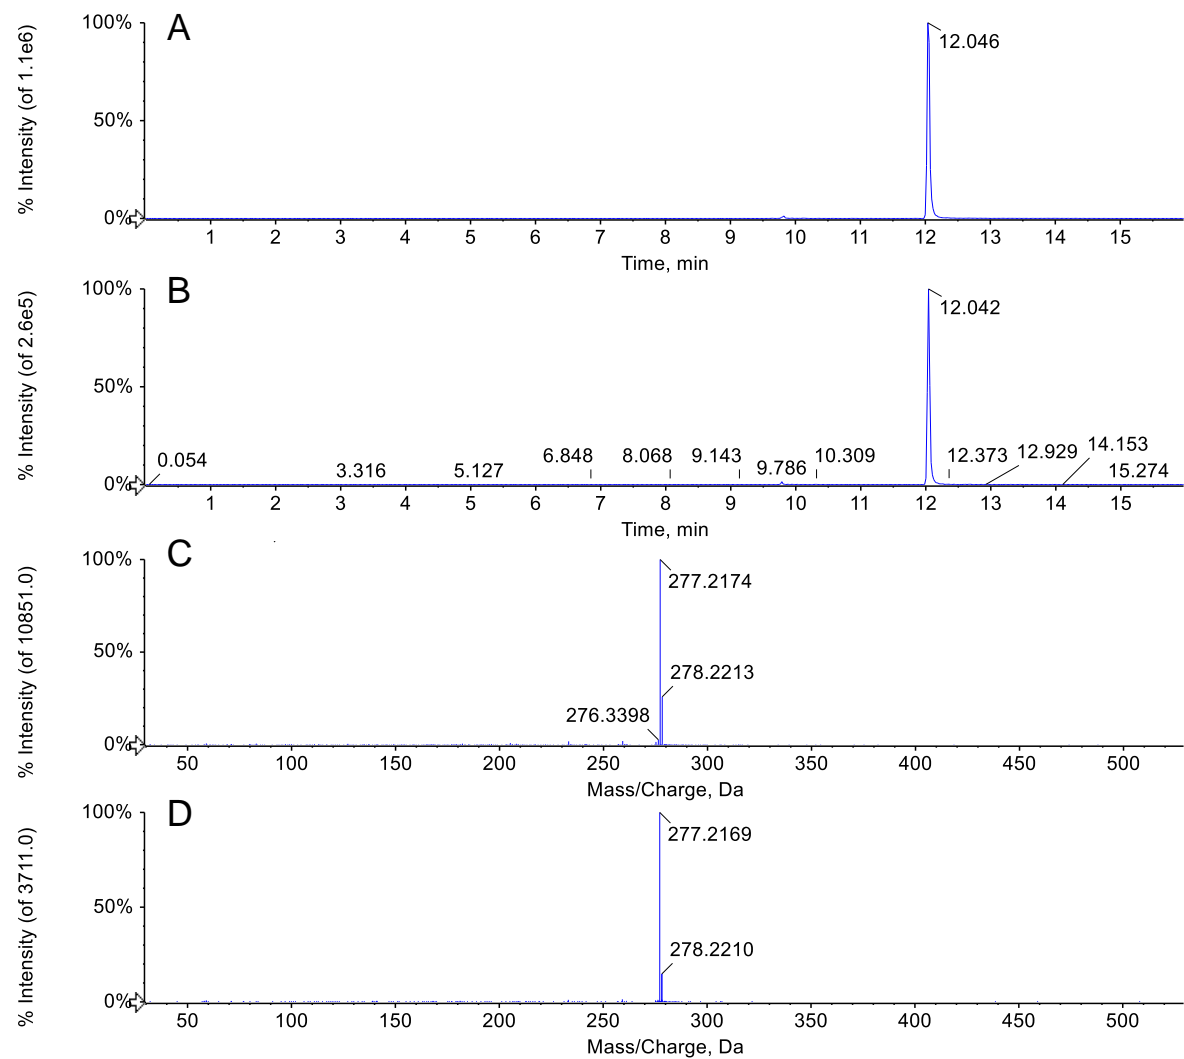 A
% Intensity (of 1.1e6)
100%
50%
0%
12.046
1 2 3 4 5 6 7 8 9 10 11 12 13 14 15
Time, min
B
% Intensity (of 2.6e5)
100%
50%
0%
12.042
0.054
3.316
5.127
6.848
8.068
9.143
9.786
10.309
12.373
12.929
14.153
15.274
1 2 3 4 5 6 7 8 9 10 11 12 13 14 15
Time, min
C
% Intensity (of 10851.0)
100%
50%
0%
277.2174
278.2213
276.3398
50 100 150 200 250 300 350 400 450 500
Mass/Charge, Da
D
% Intensity (of 3711.0)
100%
50%
0%
277.2169
278.2210
50 100 150 200 250 300 350 400 450 500
Mass/Charge, Da